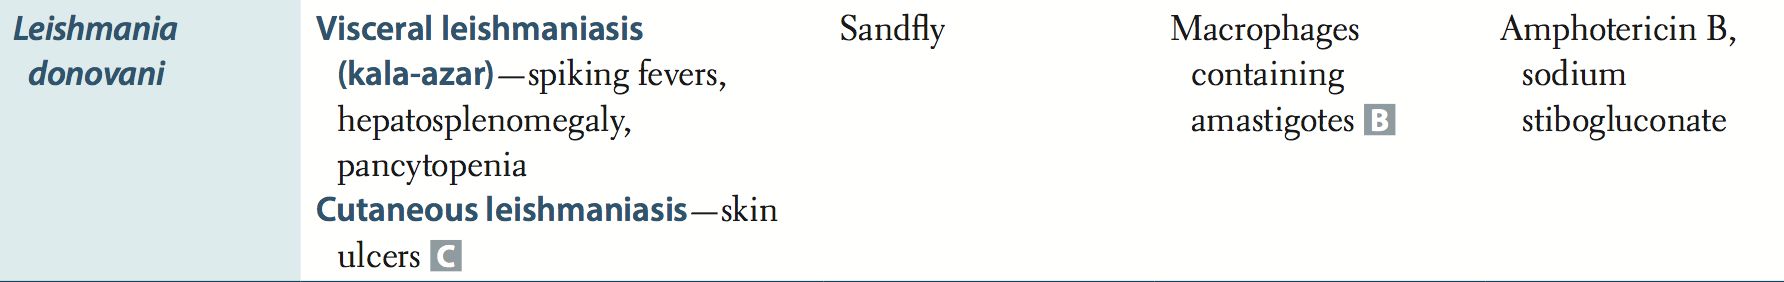 Leishmania
donovani
Visceral leishmaniasis
(kala-azar)—spiking fevers,
hepatosplenomegaly,
pancytopenia
Cutaneous leishmaniasis—skin
ulcers C
Sandfly
Macrophages
containing
amastigotes B
Amphotericin B,
sodium
stibogluconate